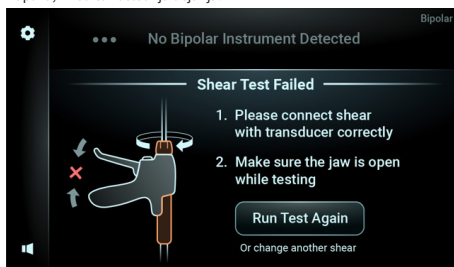 Bipolar
No Bipolar Instrument Detected
Shear Test Failed
1. Please connect shear
with transducer correctly
2. Make sure the jaw is open
while testing
Run Test Again
Or change another shear